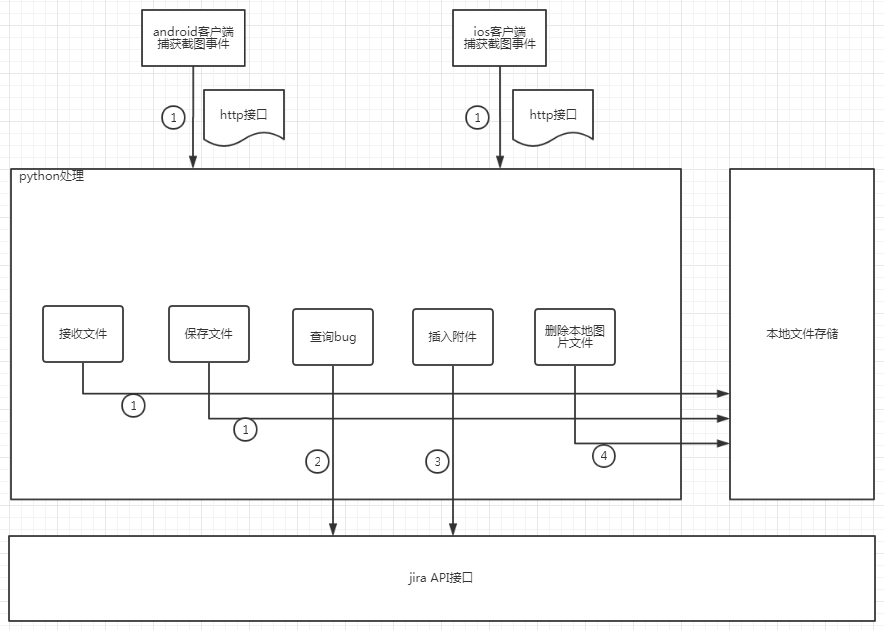 android客户端
捕获截图事件
ios客户端
捕获截图事件
1
http接口
1
http接口
python处理
接收文件
保存文件
查询bug
插入附件
删除本地图
片文件
本地文件存储
1
1
2
3
4
jira API接口